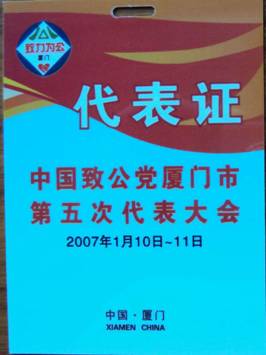 致力为公
厦门
代表证
中国致公党厦门市
第五次代表大会
2007年1月10日~11日
中国·厦门
XIAMEN CHINA